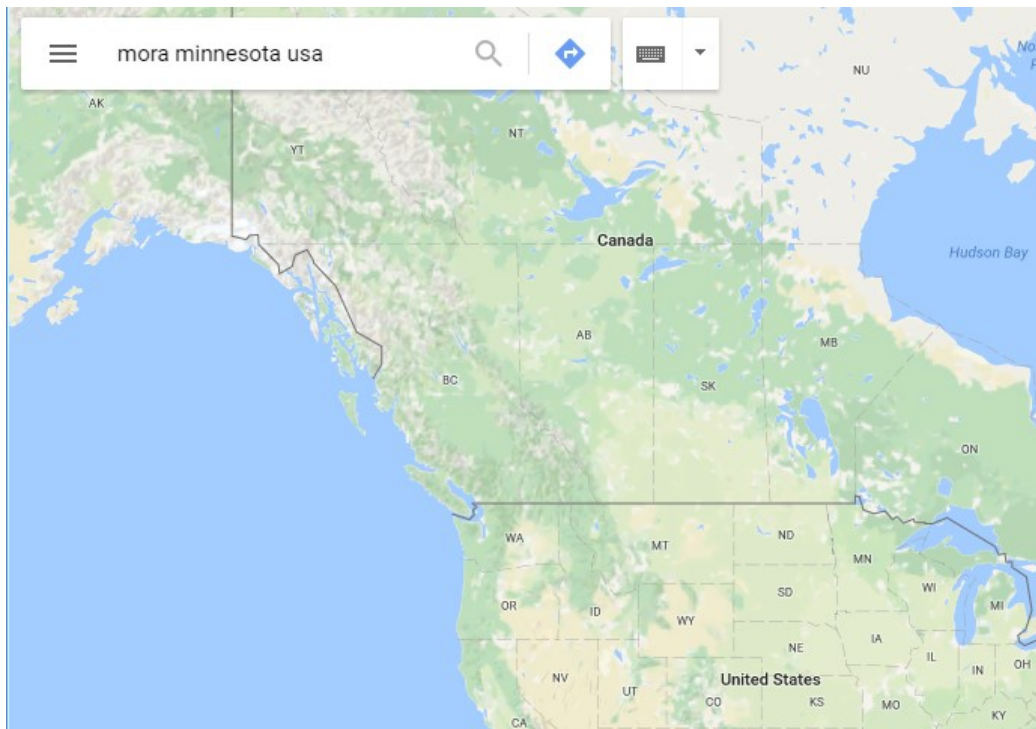 mora minnesota usa
NU
AK
NT
YT
Canada
Hudson Bay
AB
MB
BC
SK
ON
WA
MT
ND
MN
OR
ID
SD
WI
MI
WY
IA
NE
IL
IN
OH
NV
UT
United States
CO
KS
MO
KY
CA